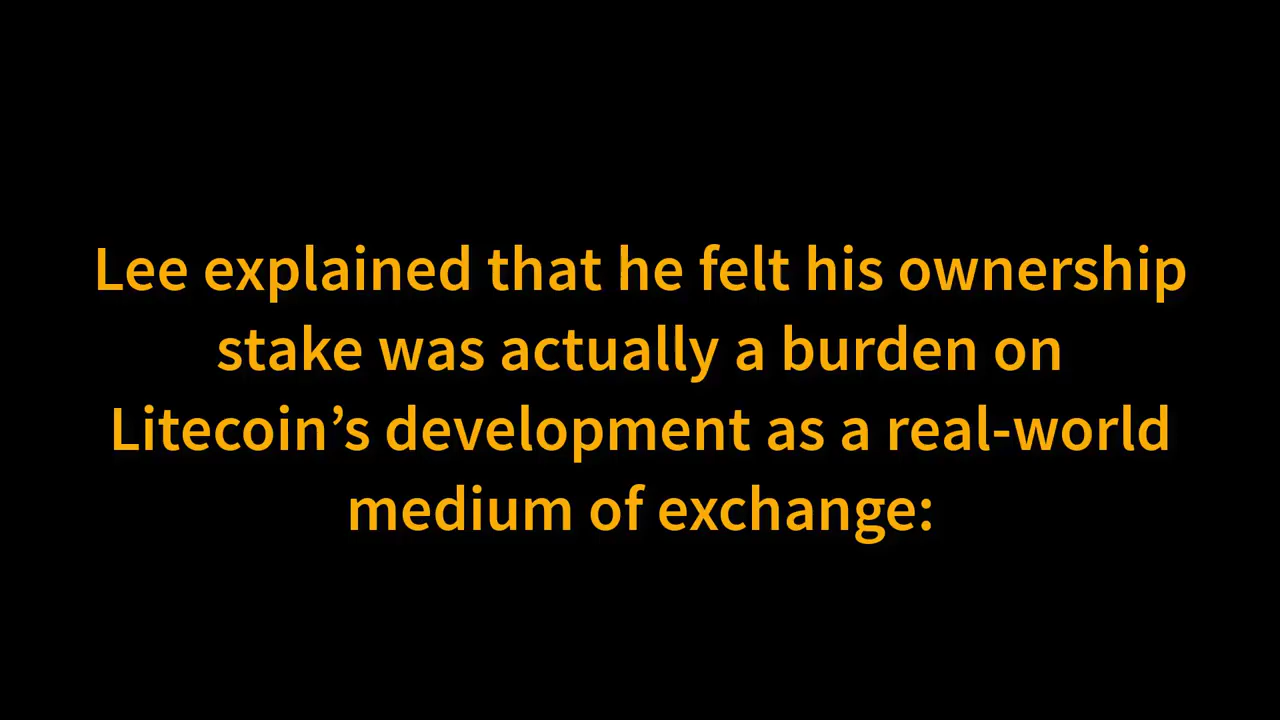 Lee explained that he felt his ownership
stake was actually a burden on
Litecoin’s development as a real-world
medium of exchange: